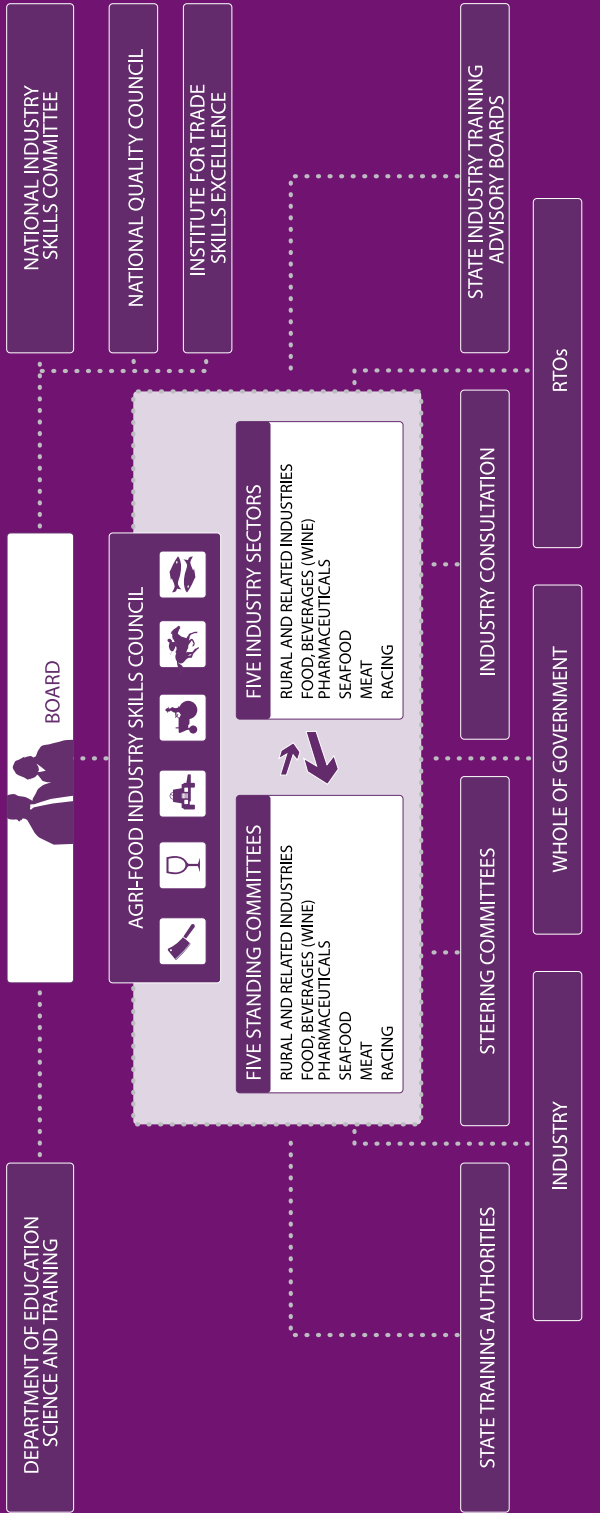 DEPARTMENT OF EDUCATION
SCIENCE AND TRAINING
BOARD
NATIONAL INDUSTRY
SKILLS COMMITTEE
NATIONAL QUALITY COUNCIL
INSTITUTE FOR TRADE
SKILLS EXCELLENCE
AGRI-FOOD INDUSTRY SKILLS COUNCIL
FIVE STANDING COMMITTEES
RURAL AND RELATED INDUSTRIES
FOOD, BEVERAGES (WINE)
PHARMACEUTICALS
SEAFOOD
MEAT
RACING
FIVE INDUSTRY SECTORS
RURAL AND RELATED INDUSTRIES
FOOD, BEVERAGES (WINE)
PHARMACEUTICALS
SEAFOOD
MEAT
RACING
STATE TRAINING AUTHORITIES
STEERING COMMITTEES
INDUSTRY CONSULTATION
STATE INDUSTRY TRAINING
ADVISORY BOARDS
INDUSTRY
WHOLE OF GOVERNMENT
RTOs